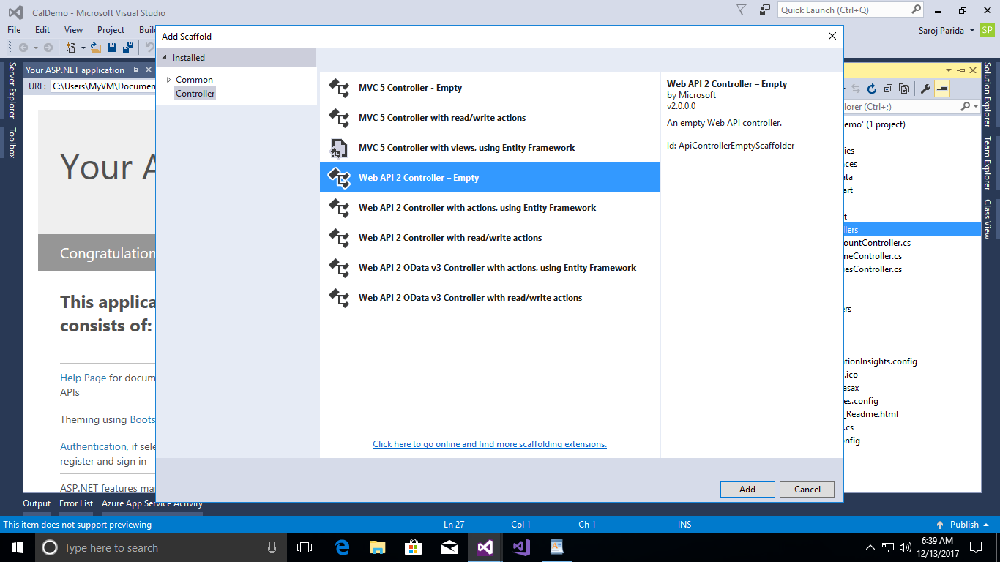 CalDemo - Microsoft Visual Studio
Quick Launch (Ctrl+Q)
File Edit View Project Buil
Saroj Parida
SP
Add Scaffold
Server Explorer
Toolbox
Your ASP.NET application
URL: C:\Users\MyVM\Documen
Your A
Congratulation
This applica
consists of:
Help Page for docum
APIs
Theming using Boots
Authentication, if sele
register and sign in
ASP.NET features ma
Installed
Common
Controller
MVC 5 Controller - Empty
MVC 5 Controller with read/write actions
MVC 5 Controller with views, using Entity Framework
Web API 2 Controller – Empty
Web API 2 Controller with actions, using Entity Framework
Web API 2 Controller with read/write actions
Web API 2 OData v3 Controller with actions, using Entity Framework
Web API 2 OData v3 Controller with read/write actions
Click here to go online and find more scaffolding extensions.
Web API 2 Controller – Empty
by Microsoft
v2.0.0.0
An empty Web API controller.
Id: ApiControllerEmptyScaffolder
Add
Cancel
lorer (Ctrl+;)
emo' (1 project)
ies
ices
ata
art
t
llers
ountController.cs
meController.cs
esController.cs
ers
tionInsights.config
.ico
asax
es.config
_Readme.html
.cs
nfig
Solution Explorer
Team Explorer
Class View
Output Error List Azure App Service Activity
This item does not support previewing
Ln 27 Col 1 Ch 1 INS
Publish
Type here to search
6:39 AM
12/13/2017